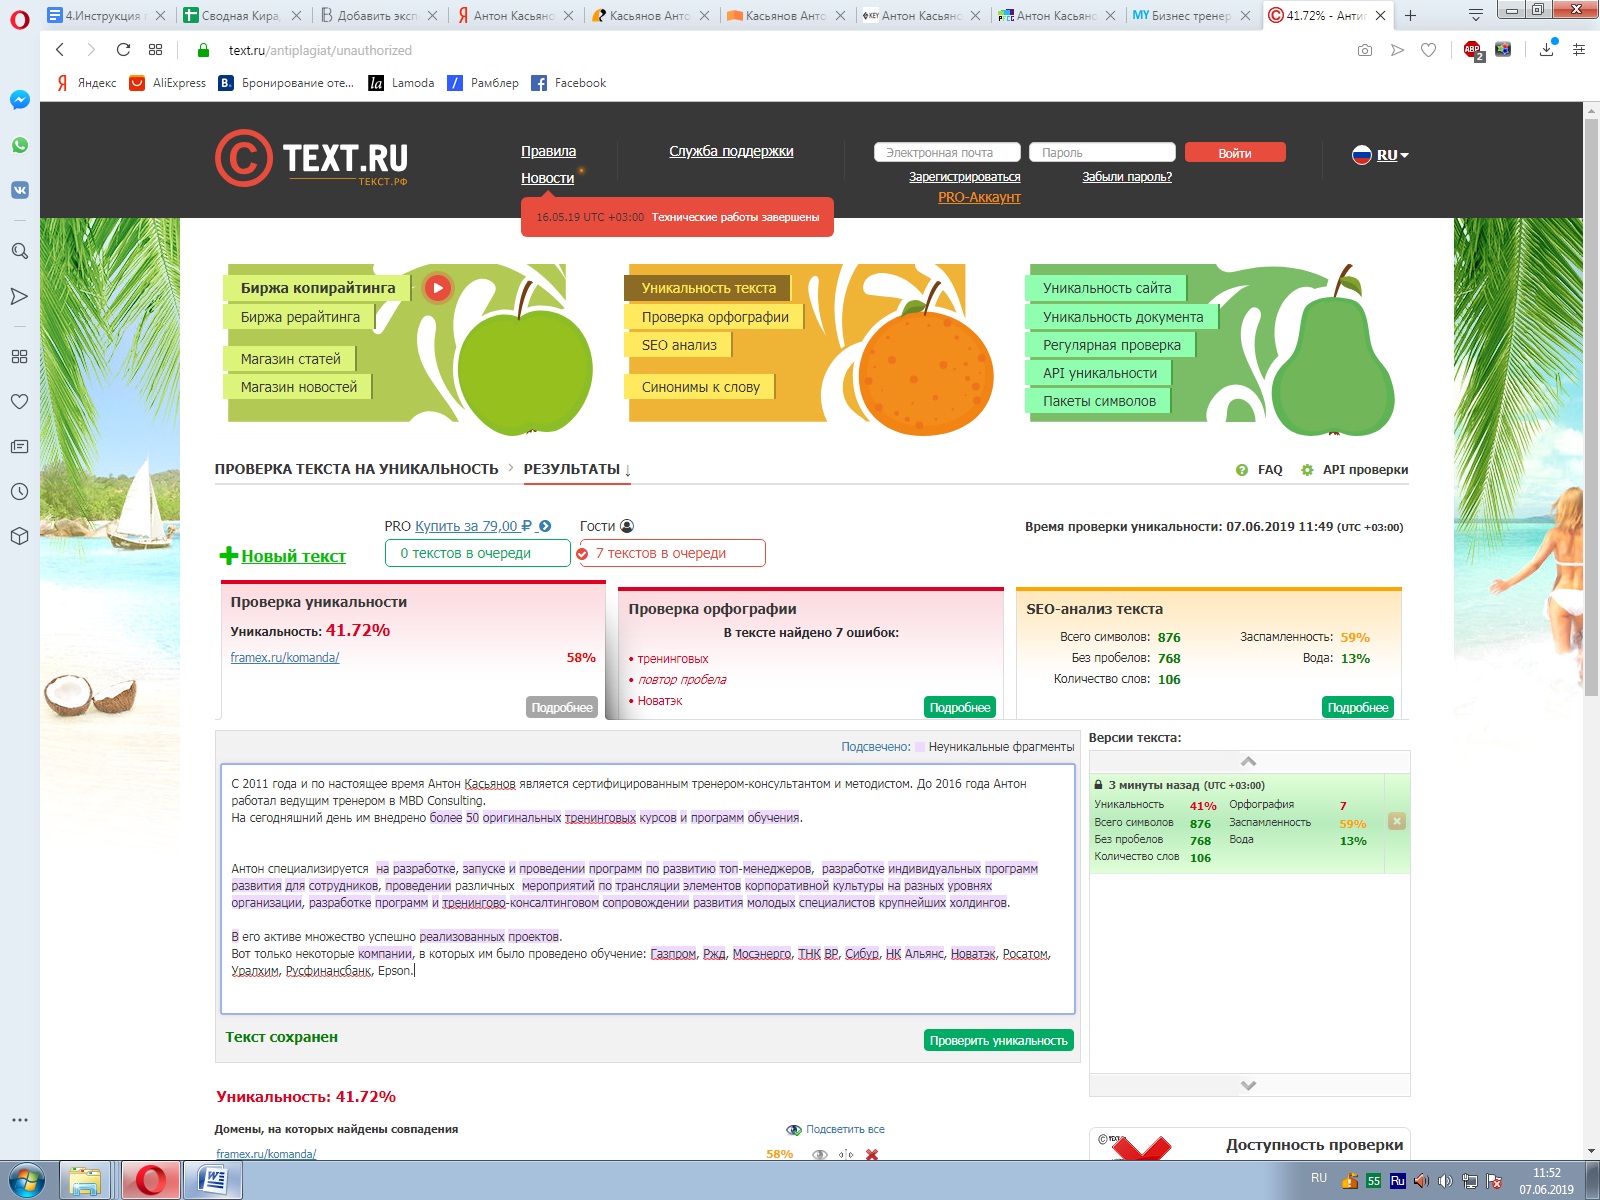 4.Инструкция
Сводная Кира
Добавить эксп
Антон Касьяно
Касьянов Анто
Касьянов Анто
Антон Касьяно
Антон Касьяно
Бизнес тренер
41.72% - Анти
text.ru/antiplagiat/unauthorized
Яндекс
AliExpress
Бронирование оте...
Lamoda
Рамблер
Facebook
TEXT.RU
ТЕКСТ.РФ
Правила
Новости
Служба поддержки
Электронная почта
Пароль
Войти
Зарегистрироваться
Забыли пароль?
PRO-Аккаунт
RU
16.05.19 UTC +03:00 Технические работы завершены
Биржа копирайтинга
Биржа рерайтинга
Магазин статей
Магазин новостей
Уникальность текста
Проверка орфографии
SEO анализ
Синонимы к слову
Уникальность сайта
Уникальность документа
Регулярная проверка
API уникальности
Пакеты символов
ПРОВЕРКА ТЕКСТА НА УНИКАЛЬНОСТЬ
РЕЗУЛЬТАТЫ ↓
FAQ
API проверки
PRO Купить за 79,00 ₽
Гости
Время проверки уникальности: 07.06.2019 11:49 (UTC +03:00)
Новый текст
0 текстов в очереди
7 текстов в очереди
Проверка уникальности
Уникальность: 41.72%
framex.ru/komanda/ 58%
Подробнее
Проверка орфографии
В тексте найдено 7 ошибок:
• тренинговых
• повтор пробела
• Новатэк
Подробнее
SEO-анализ текста
Всего символов: 876 Заспамленность: 59%
Без пробелов: 768 Вода: 13%
Количество слов: 106
Подробнее
Подсвечено: Неуникальные фрагменты
С 2011 года и по настоящее время Антон Касьянов является сертифицированным тренером-консультантом и методистом. До 2016 года Антон
работал ведущим тренером в MBD Consulting.
На сегодняшний день им внедрено более 50 оригинальных тренинговых курсов и программ обучения.
Антон специализируется на разработке, запуске и проведении программ по развитию топ-менеджеров, разработке индивидуальных программ
развития для сотрудников, проведении различных мероприятий по трансляции элементов корпоративной культуры на разных уровнях
организации, разработке программ и тренингово-консалтинговом сопровождении развития молодых специалистов крупнейших холдингов.
В его активе множество успешно реализованных проектов.
Вот только некоторые компании, в которых им было проведено обучение: Газпром, Ржд, Мосэнерго, ТНК BP, Сибур, НК Альянс, Новатэк, Росатом,
Уралхим, Русфинансбанк, Epson.
Текст сохранен
Проверить уникальность
Версии текста:
3 минуты назад (UTC +03:00)
Уникальность 41% Орфография 7
Всего символов 876 Заспамленность 59%
Без пробелов 768 Вода 13%
Количество слов 106
Уникальность: 41.72%
Домены, на которых найдены совпадения
Подсветить все
framex.ru/komanda/ 58%
Доступность проверки
RU
55
Ru
11:52
07.06.2019